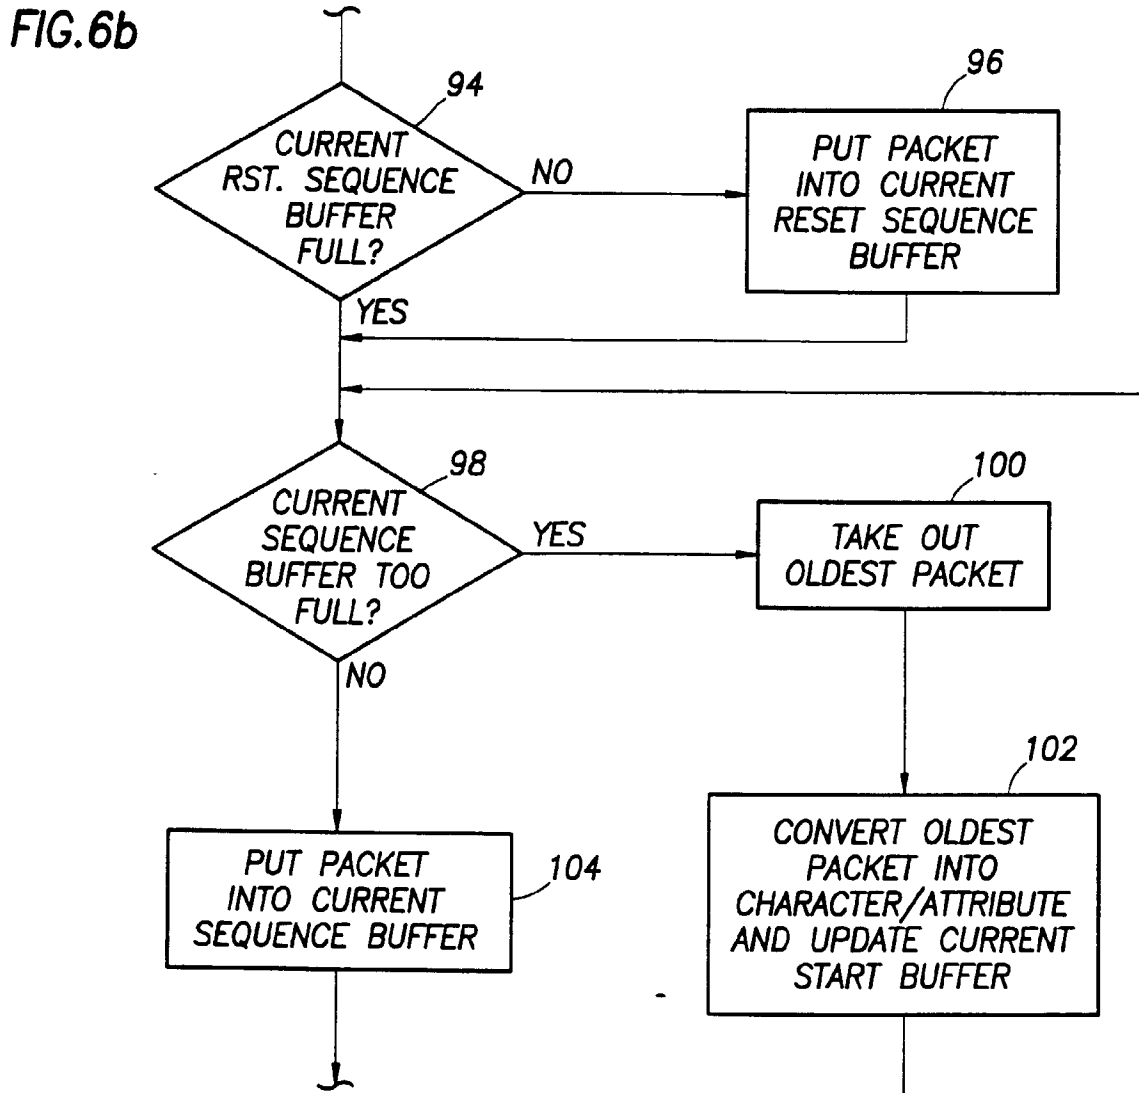 FIG.6b
94
CURRENT
RST. SEQUENCE
BUFFER
FULL?
NO
96
PUT PACKET
INTO CURRENT
RESET SEQUENCE
BUFFER
YES
98
CURRENT
SEQUENCE
BUFFER TOO
FULL?
YES
100
TAKE OUT
OLDEST PACKET
NO
102
CONVERT OLDEST
PACKET INTO
CHARACTER/ATTRIBUTE
AND UPDATE CURRENT
START BUFFER
PUT PACKET
INTO CURRENT
SEQUENCE BUFFER
104